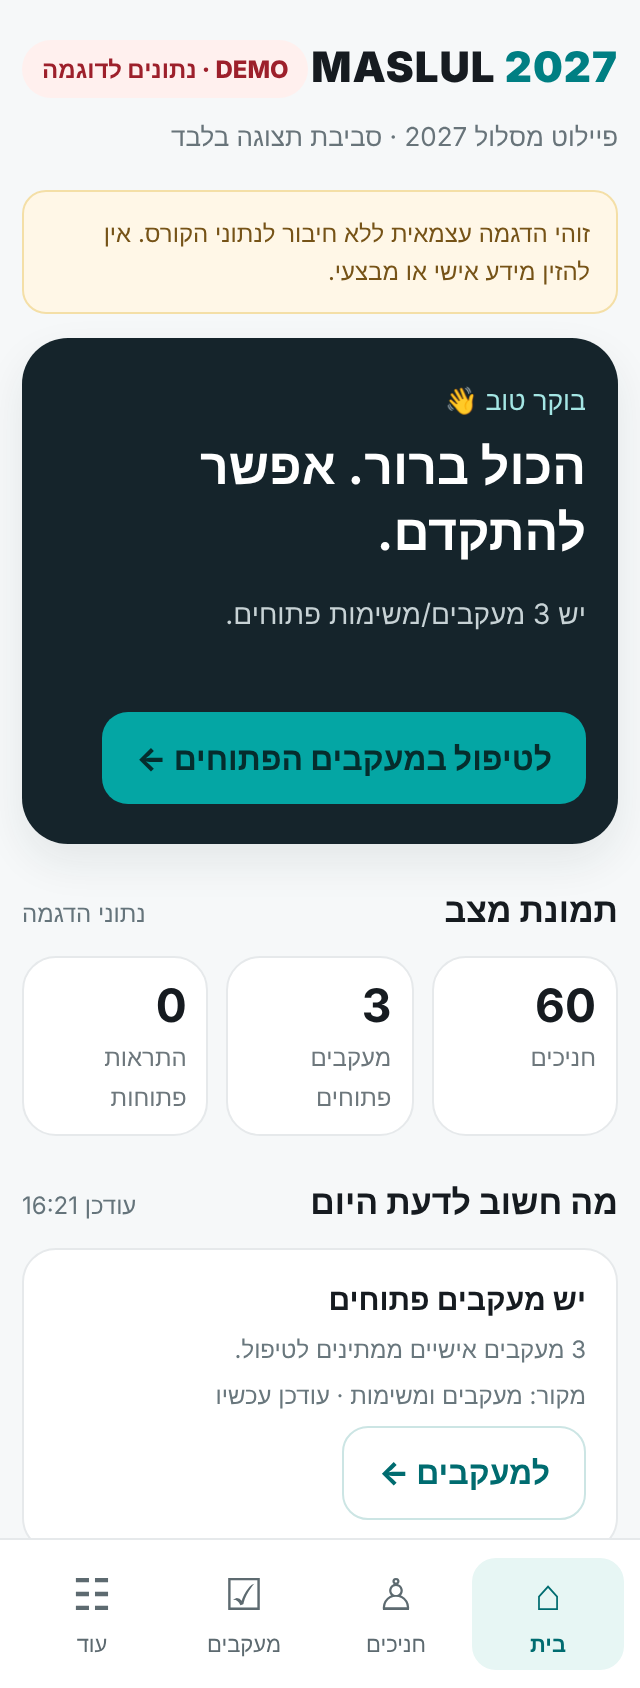 MASLUL 2027
DEMO · נתונים לדוגמה
פיילוט מסלול 2027 · סביבת תצוגה בלבד
זוהי הדגמה עצמאית ללא חיבור לנתוני הקורס. אין
להזין מידע אישי או מבצעי.
בוקר טוב 👋
הכול ברור. אפשר
להתקדם.
יש 3 מעקבים/משימות פתוחים.
לטיפול במעקבים הפתוחים ←
תמונת מצב
נתוני הדגמה
60
חניכים
3
מעקבים
פתוחים
0
התראות
פתוחות
מה חשוב לדעת היום
עודכן 16:21
יש מעקבים פתוחים
3 מעקבים אישיים ממתינים לטיפול.
מקור: מעקבים ומשימות · עודכן עכשיו
למעקבים ←
בית
חניכים
מעקבים
עוד